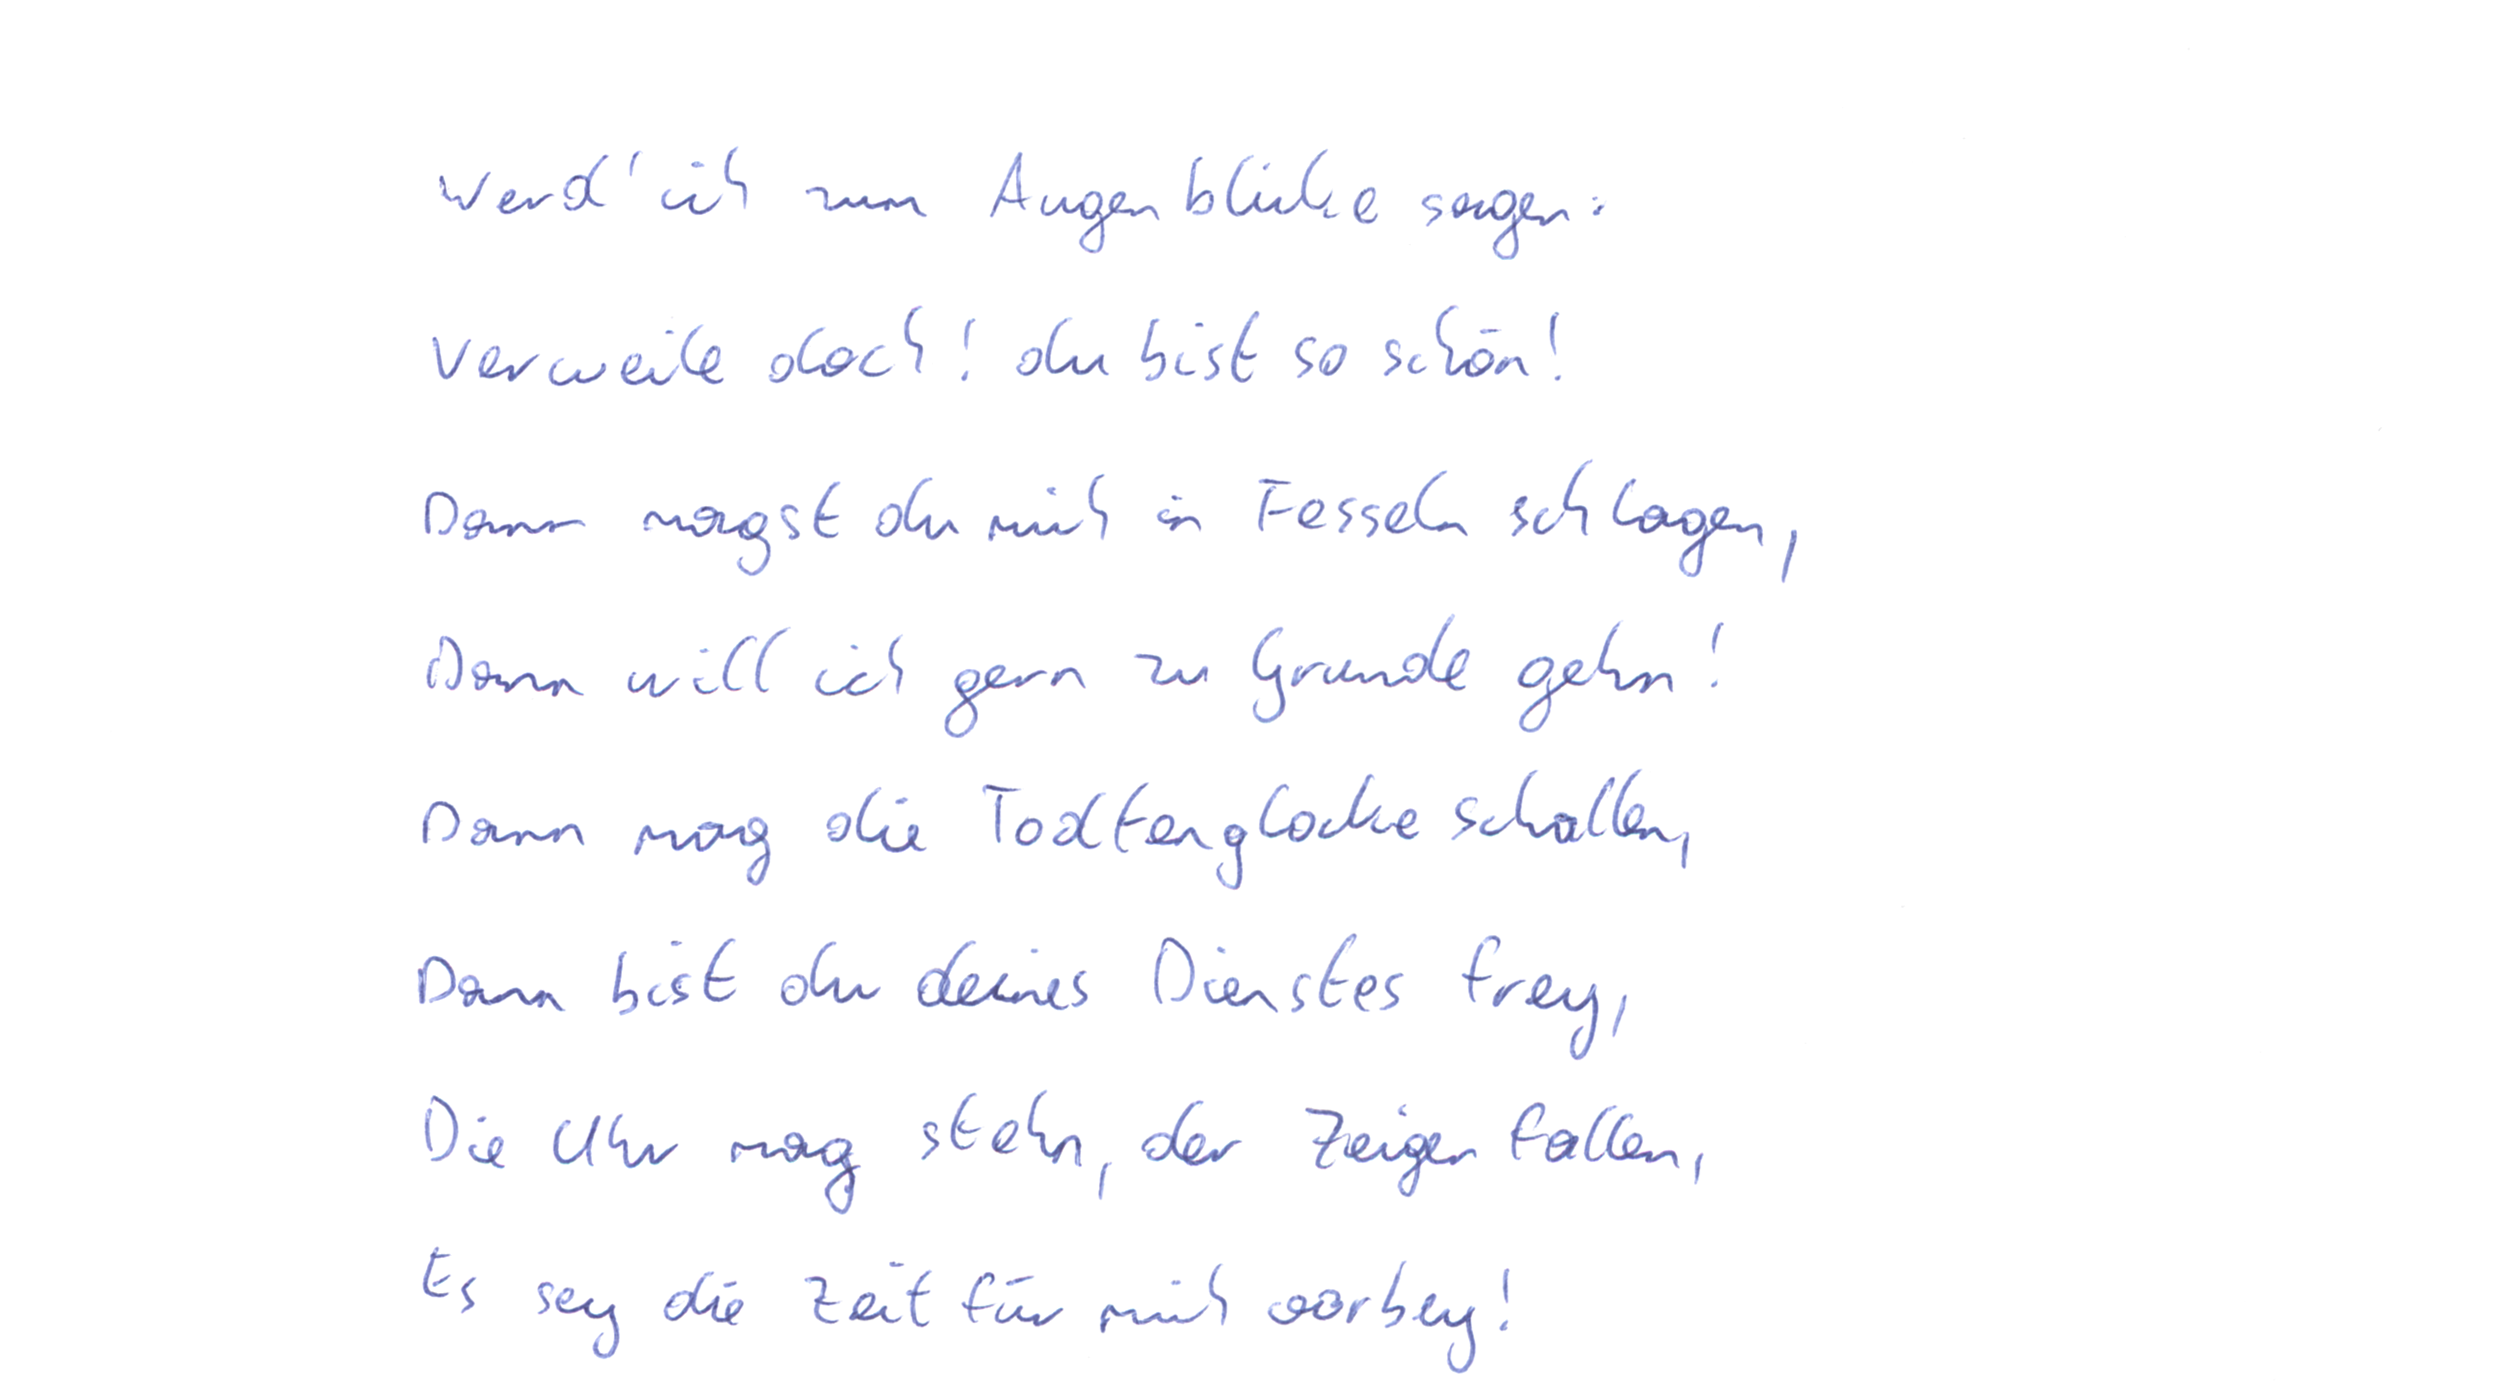 Werd' ich zum Augenblicke sagen:
Verweile doch! du bist so schön!
Dann magst du mich in Fesseln schlagen,
Dann will ich gern zu Grunde gehn!
Dann mag die Todtenglocke schallen,
Dann bist du deines Dienstes frey,
Die Uhr mag stehn, der Zeiger fallen,
Es sey die Zeit für mich vorbey!